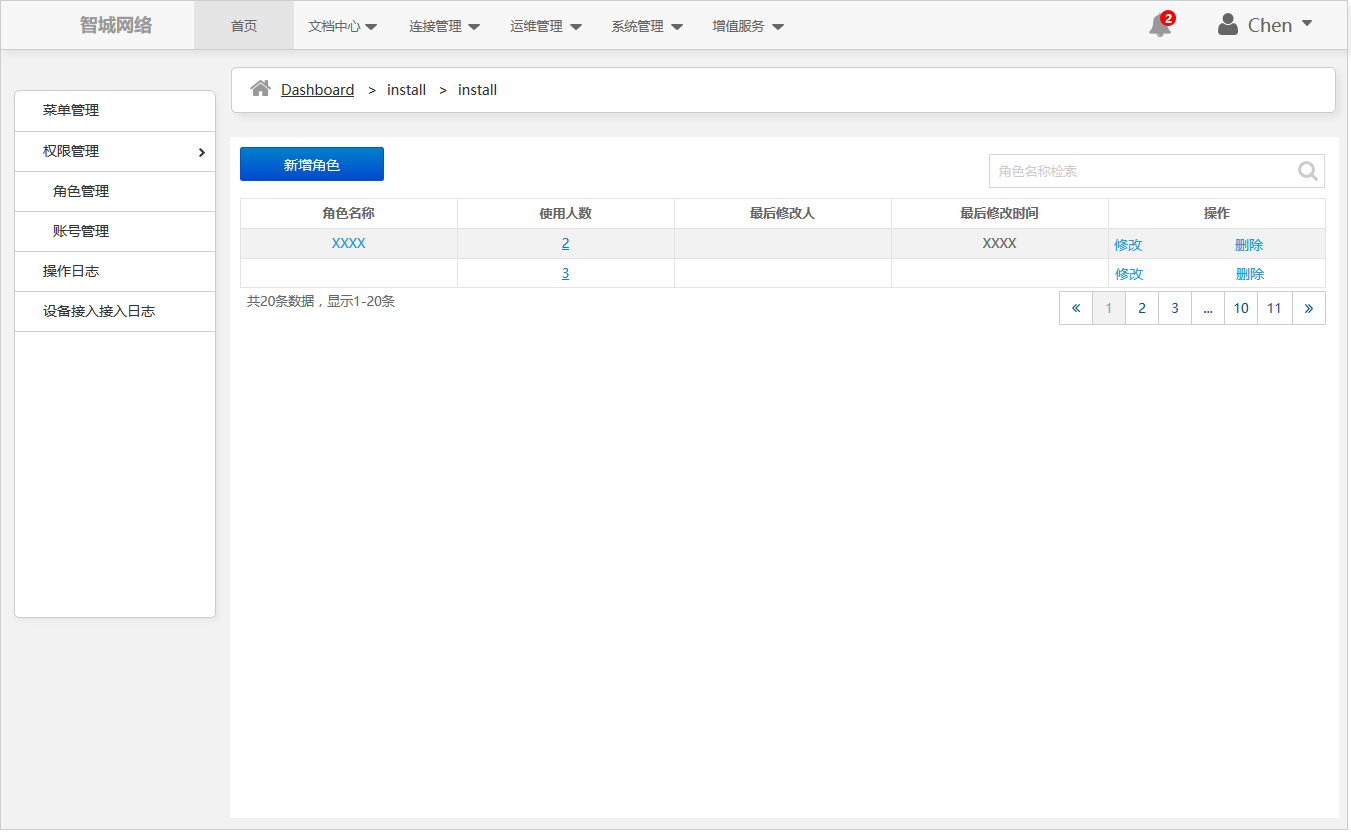 智城网络 首页 文档中心 连接管理 运维管理 系统管理 增值服务 2 Chen
Dashboard > install > install
菜单管理
权限管理
角色管理
账号管理
操作日志
设备接入接入日志
新增角色 角色名称检索
角色名称 使用人数 最后修改人 最后修改时间 操作
XXXX 2 XXXX 修改 删除
3 修改 删除
共20条数据，显示1-20条 « 1 2 3 ... 10 11 »